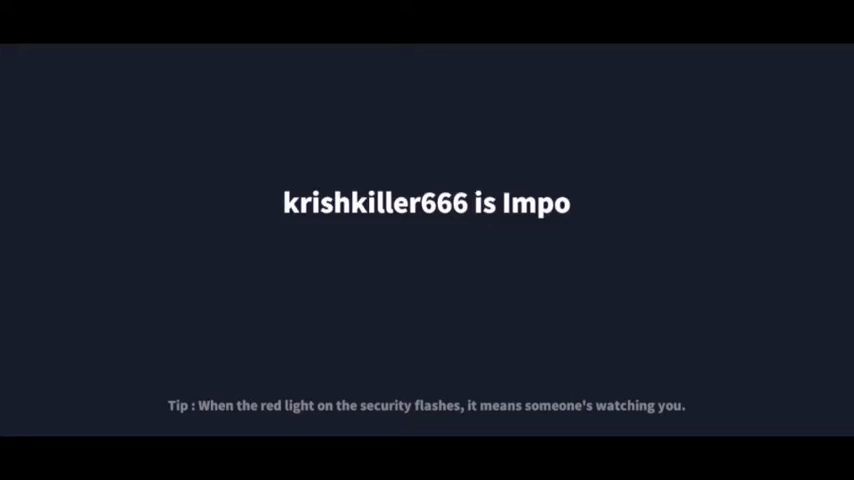 krishkiller666 is Impo
Tip : When the red light on the security flashes, it means someone's watching you.